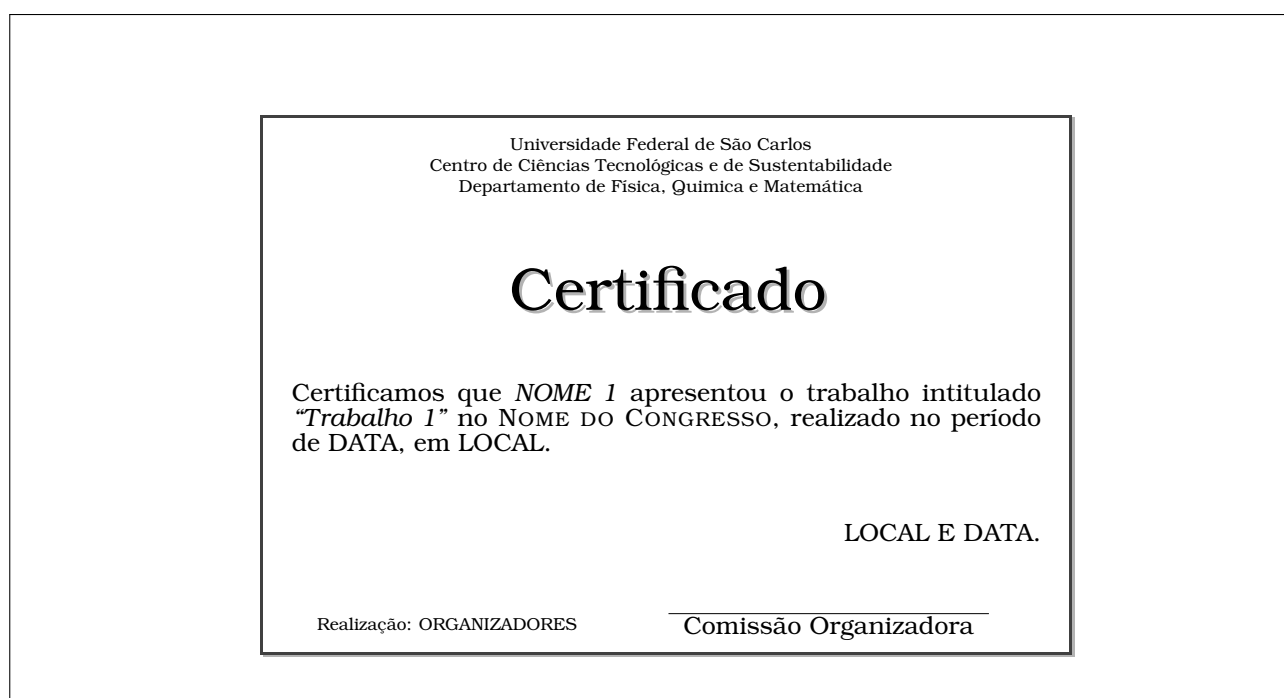 Universidade Federal de São Carlos
Centro de Ciências Tecnológicas e de Sustentabilidade
Departamento de Física, Quimica e Matemática
Certificado
Certificamos que NOME 1 apresentou o trabalho intitulado
“Trabalho 1” no NOME DO CONGRESSO, realizado no período
de DATA, em LOCAL.
LOCAL E DATA.
Realização: ORGANIZADORES
Comissão Organizadora